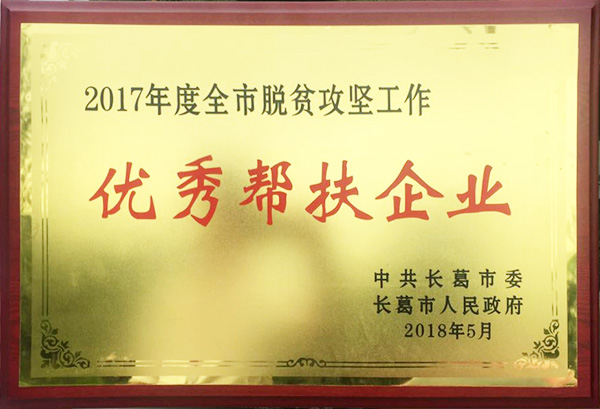 2017年度全市脱贫攻坚工作
优秀帮扶企业
中共长葛市委
长葛市人民政府
2018年5月